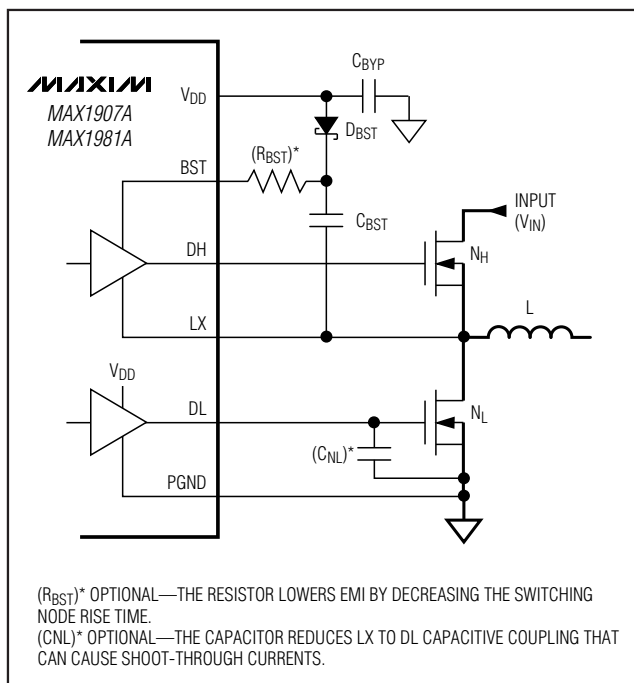 MAXIM
MAX1907A
MAX1981A
VDD
CBYP
DBST
(RBST)*
BST
CBST
INPUT
(VIN)
DH
NH
LX
L
VDD
DL
NL
(CNL)*
PGND
(RBST)* OPTIONAL—THE RESISTOR LOWERS EMI BY DECREASING THE SWITCHING
NODE RISE TIME.
(CNL)* OPTIONAL—THE CAPACITOR REDUCES LX TO DL CAPACITIVE COUPLING THAT
CAN CAUSE SHOOT-THROUGH CURRENTS.